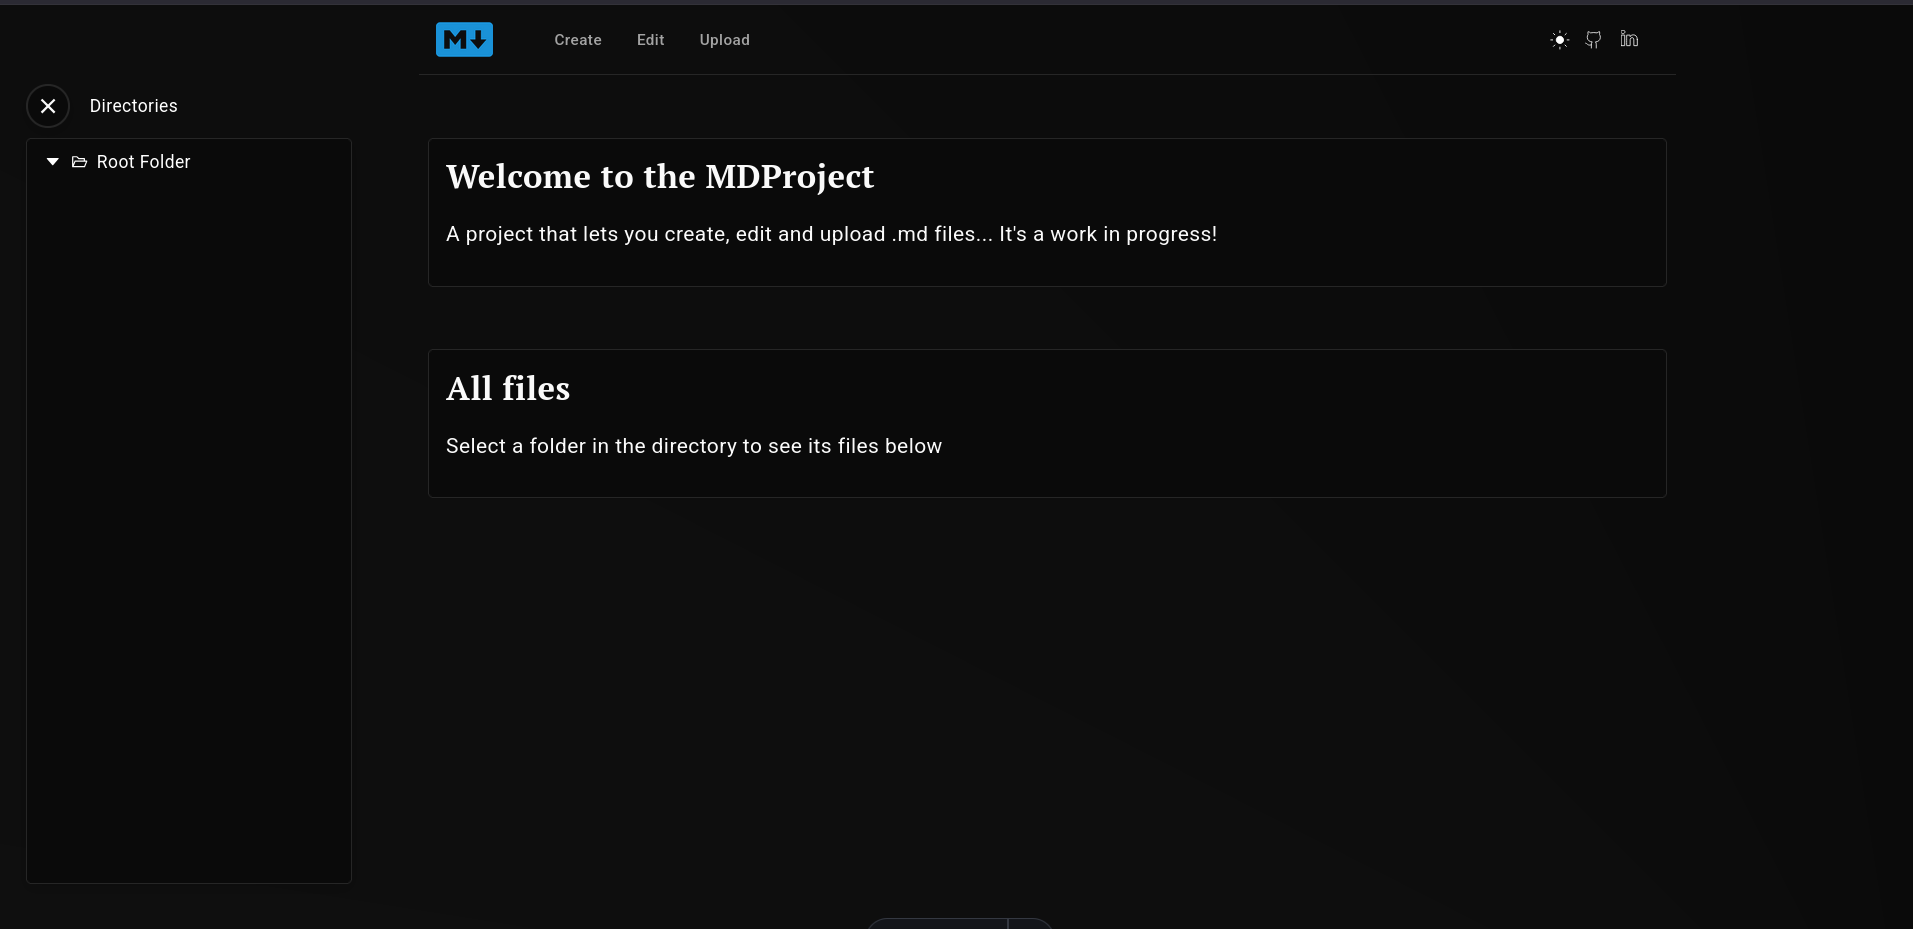 M
Create Edit Upload
in
Directories
Root Folder
Welcome to the MDProject
A project that lets you create, edit and upload .md files... It's a work in progress!
All files
Select a folder in the directory to see its files below